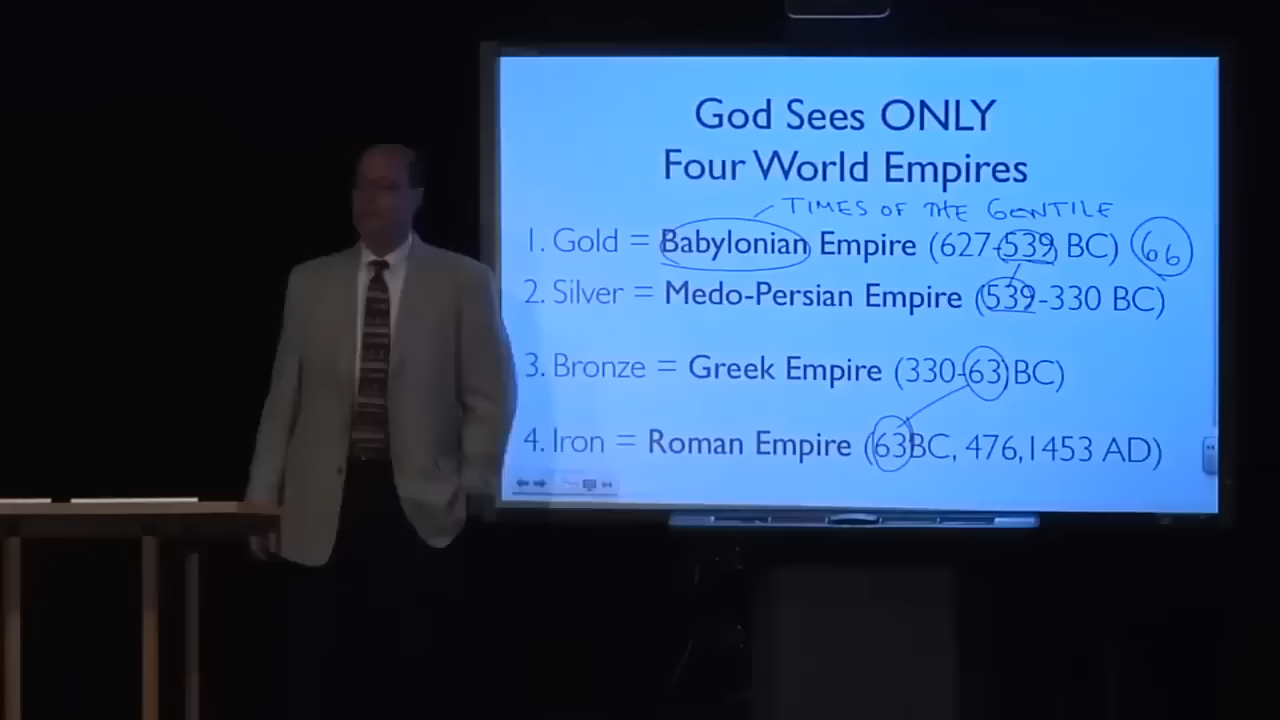 God Sees ONLY
Four World Empires
TIMES OF THE GENTILE
1. Gold = Babylonian Empire (627-539 BC) 66
2. Silver = Medo-Persian Empire (539-330 BC)
3. Bronze = Greek Empire (330-63 BC)
4. Iron = Roman Empire (63BC, 476,1453 AD)